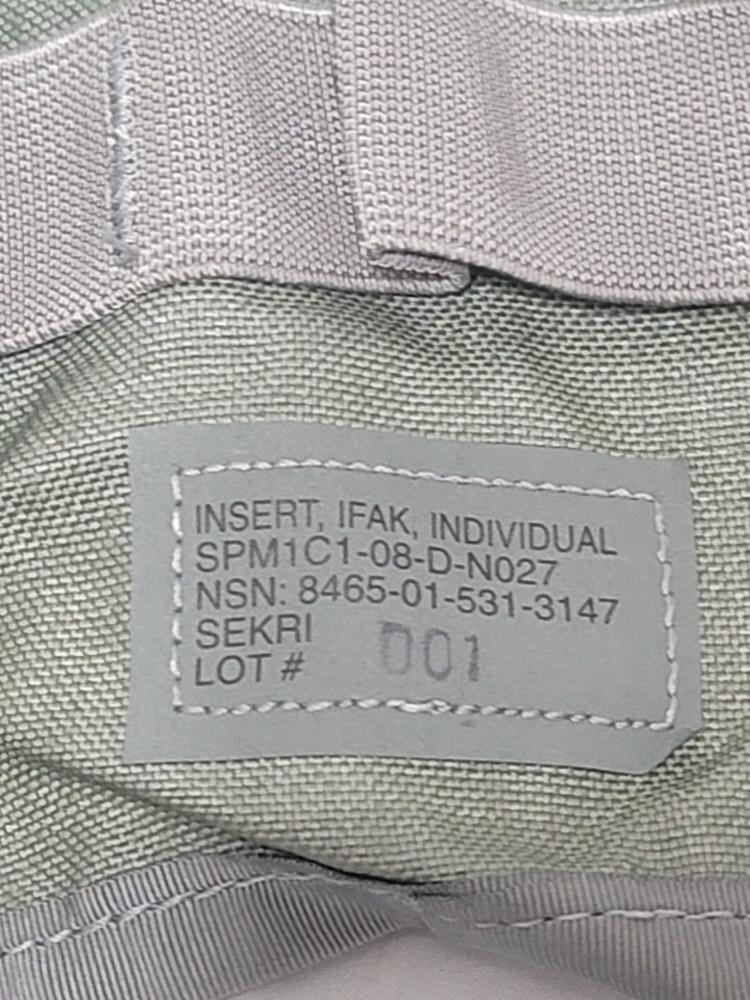 INSERT, IFAK, INDIVIDUAL
SPM1C1-08-D-N027
NSN: 8465-01-531-3147
SEKRI
LOT # 001